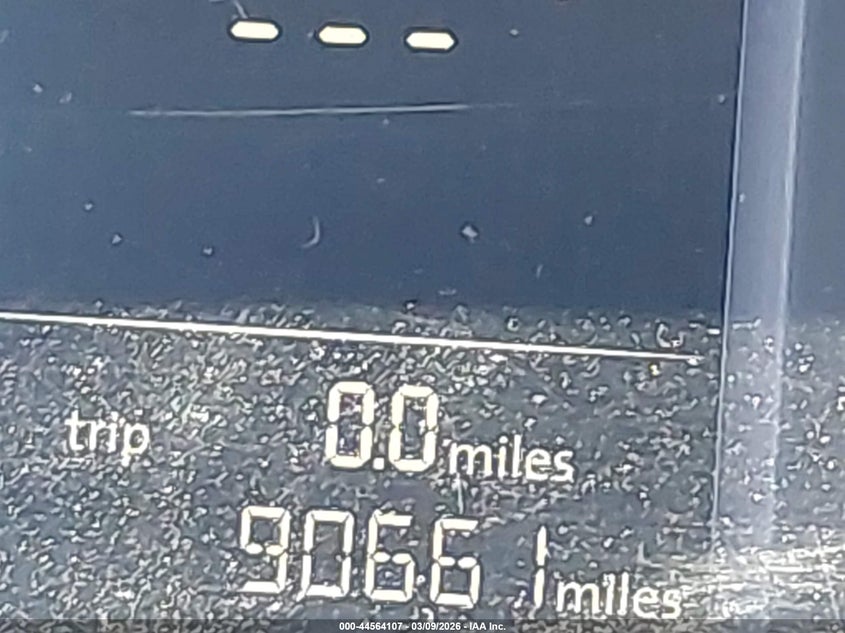 ---
trip 0.0 miles
90661 miles
000-44564107 - 03/09/2026 - IAA Inc.